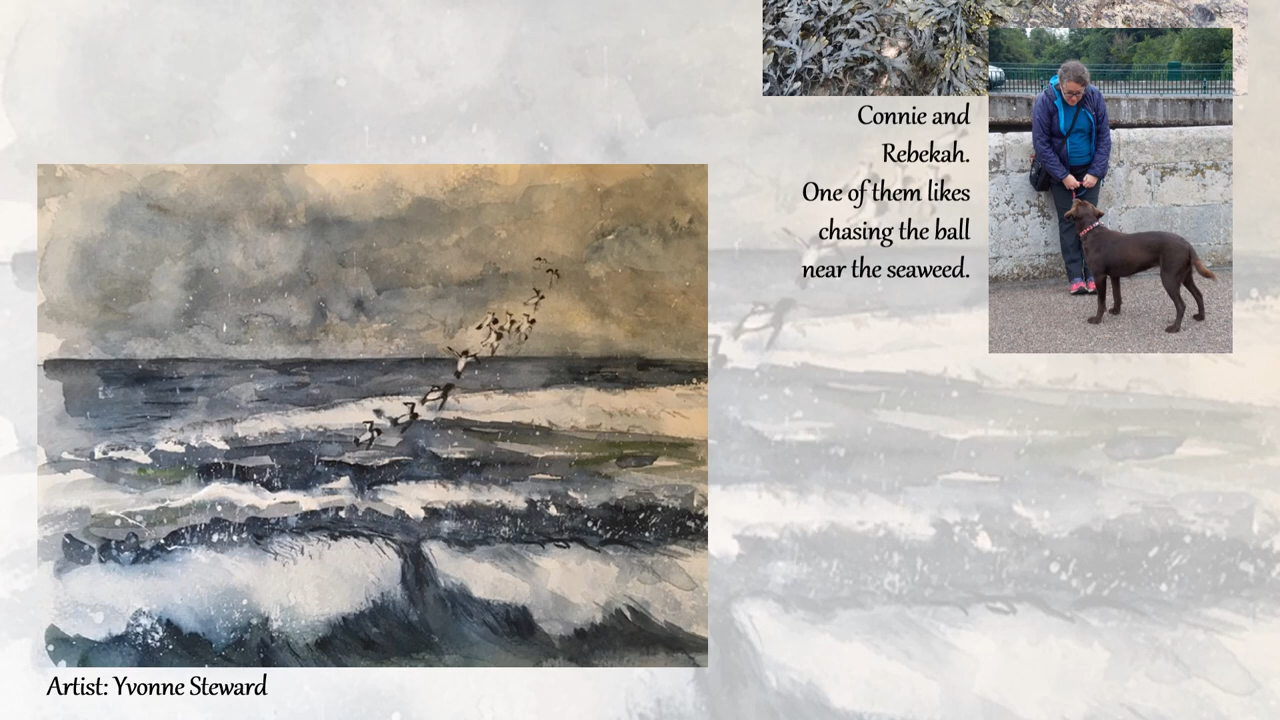 Connie and
Rebekah.
One of them likes
chasing the ball
near the seaweed.
Artist: Yvonne Steward